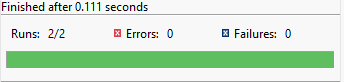 Finished after 0.111 seconds
Runs: 2/2 Errors: 0 Failures: 0